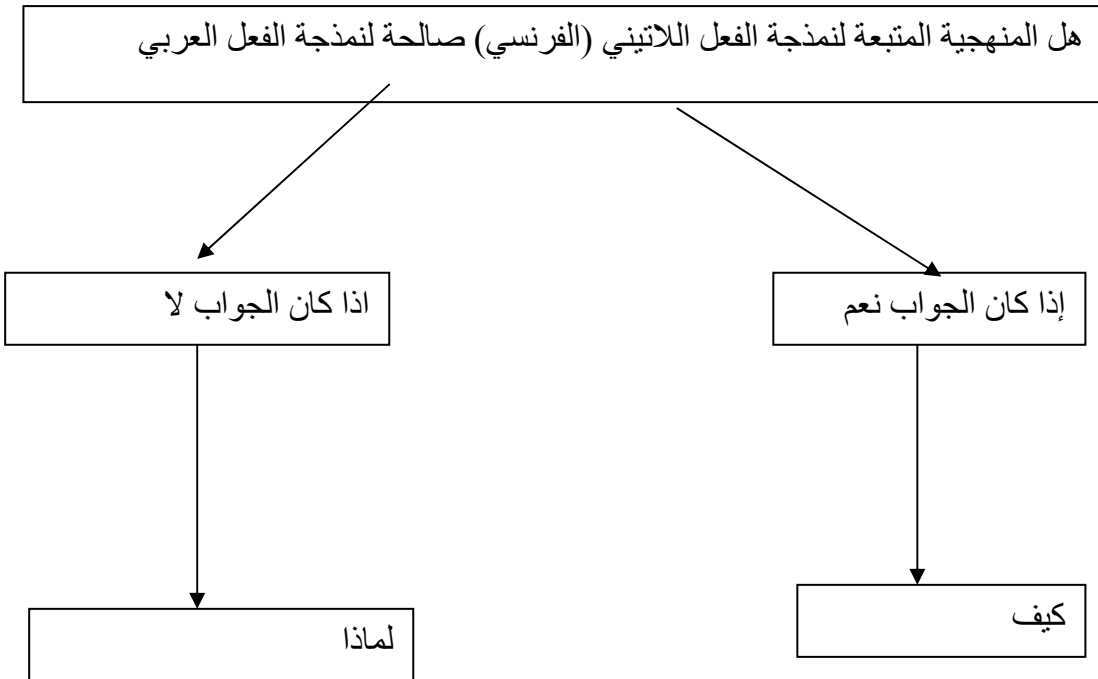 هل المنهجية المتبعة لنمذجة الفعل اللاتيني (الفرنسي) صالحة لنمذجة الفعل العربي
إذا كان الجواب نعم
اذا كان الجواب لا
كيف
لماذا